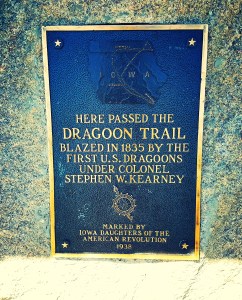 IOWA
HERE PASSED THE
DRAGOON TRAIL
BLAZED IN 1835 BY THE
FIRST U.S. DRAGOONS
UNDER COLONEL
STEPHEN W. KEARNEY
MARKED BY
IOWA DAUGHTERS OF THE
AMERICAN REVOLUTION
1938